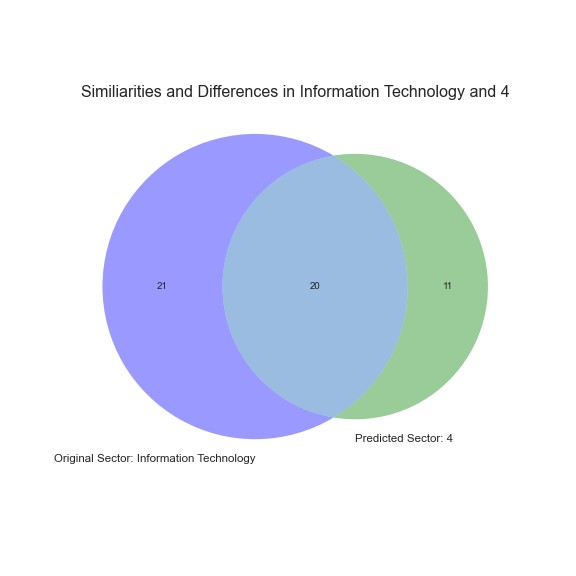 Similiarities and Differences in Information Technology and 4
21
20
11
Predicted Sector: 4
Original Sector: Information Technology